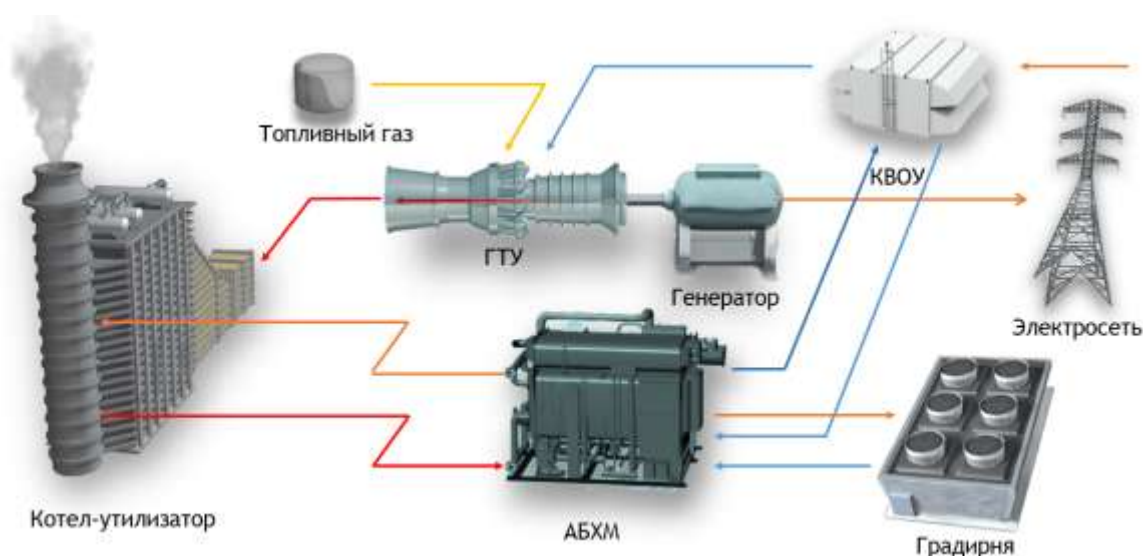 Топливный газ
КВОУ
ГТУ
Генератор
Электросеть
Котел-утилизатор
АБХМ
Градирня